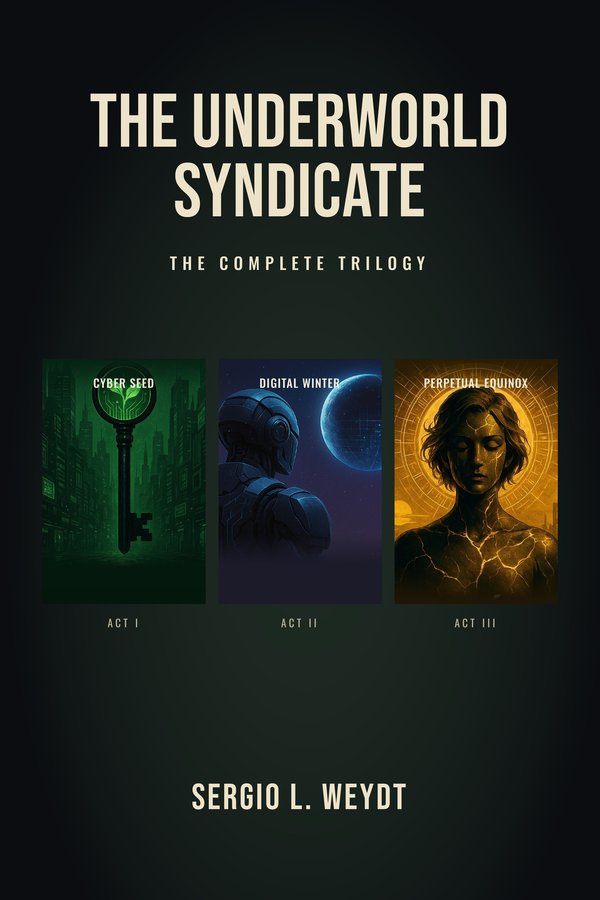 THE UNDERWORLD
SYNDICATE
THE COMPLETE TRILOGY
CYBER SEED
DIGITAL WINTER
PERPETUAL EQUINOX
ACT I
ACT II
ACT III
SERGIO L. WEYDT